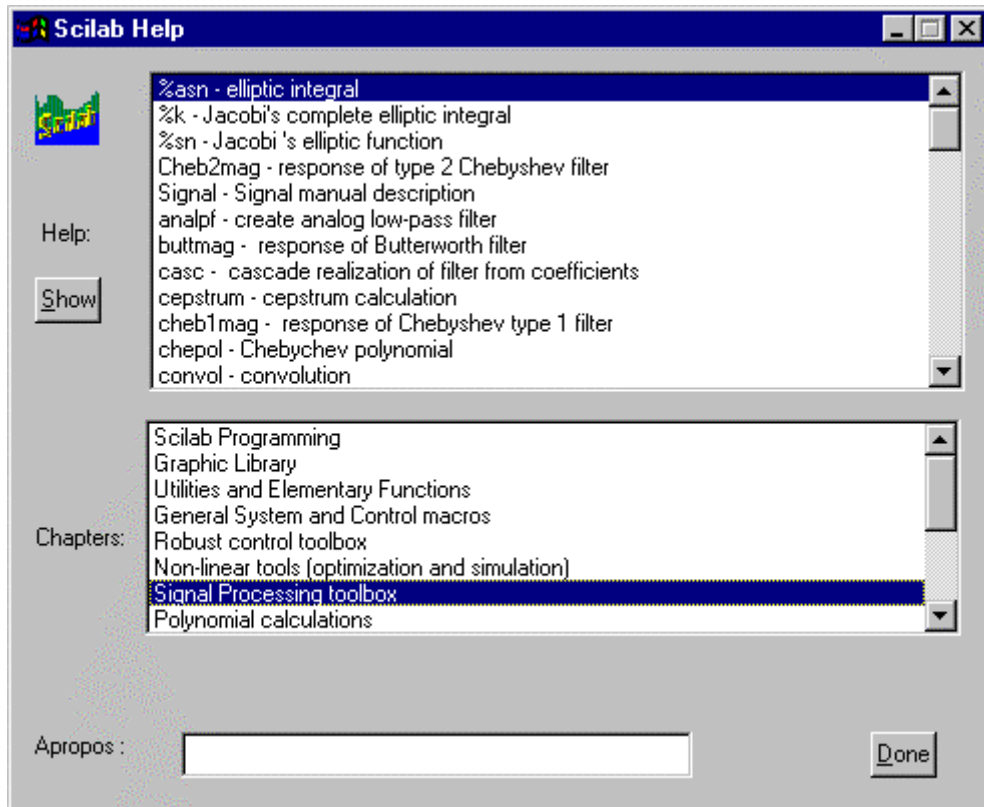 Scilab Help
Scilab
%asn - elliptic integral
%k - Jacobi's complete elliptic integral
%sn - Jacobi 's elliptic function
Cheb2mag - response of type 2 Chebyshev filter
Signal - Signal manual description
analpf - create analog low-pass filter
buttmag -  response of Butterworth filter
casc -  cascade realization of filter from coefficients
cepstrum - cepstrum calculation
cheb1mag -  response of Chebyshev type 1 filter
chepol - Chebychev polynomial
convol - convolution
Help:
Show
Chapters:
Scilab Programming
Graphic Library
Utilities and Elementary Functions
General System and Control macros
Robust control toolbox
Non-linear tools (optimization and simulation)
Signal Processing toolbox
Polynomial calculations
Apropos :
Done